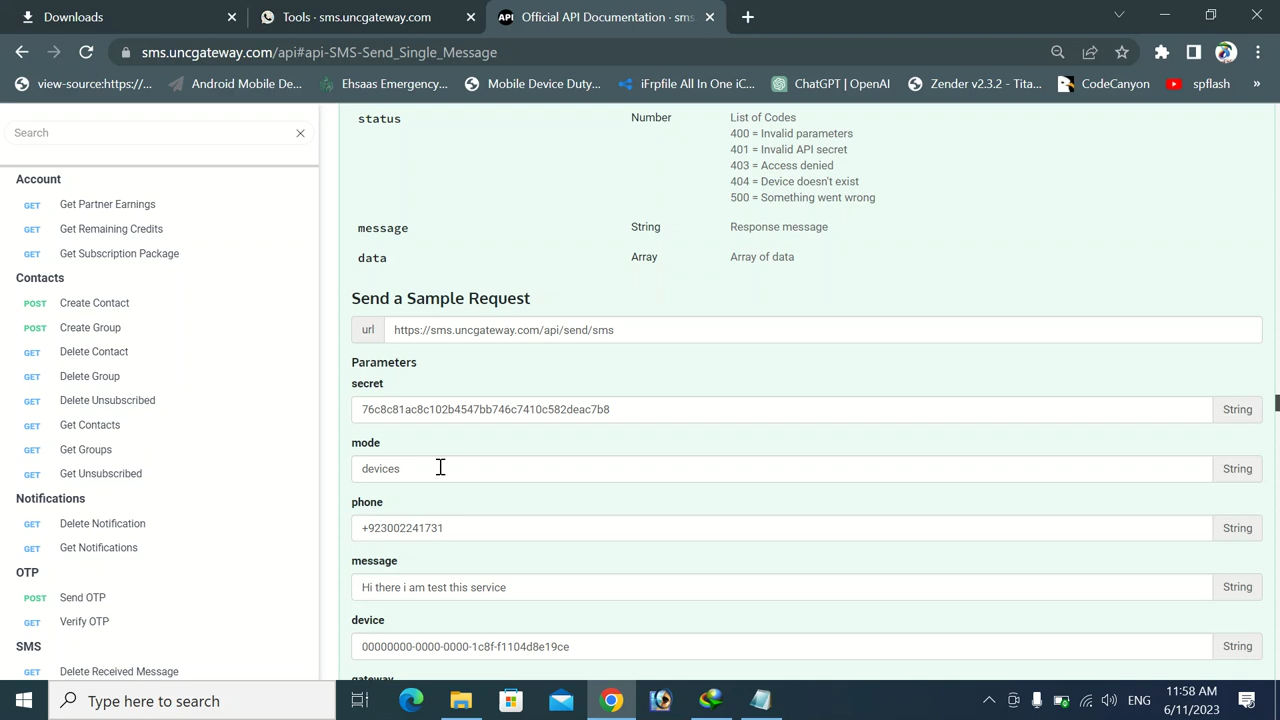 Downloads
Tools · sms.uncgateway.com
API Official API Documentation · sms
sms.uncgateway.com/api#api-SMS-Send_Single_Message
view-source:https://...
Android Mobile De...
Ehsaas Emergency...
Mobile Device Duty...
iFrpfile All In One iC...
ChatGPT | OpenAI
Zender v2.3.2 - Tita...
CodeCanyon
spflash
»
Search
Account
GET Get Partner Earnings
GET Get Remaining Credits
GET Get Subscription Package
Contacts
POST Create Contact
POST Create Group
GET Delete Contact
GET Delete Group
GET Delete Unsubscribed
GET Get Contacts
GET Get Groups
GET Get Unsubscribed
Notifications
GET Delete Notification
GET Get Notifications
OTP
POST Send OTP
GET Verify OTP
SMS
GET Delete Received Message
status Number List of Codes
400 = Invalid parameters
401 = Invalid API secret
403 = Access denied
404 = Device doesn't exist
500 = Something went wrong
message String Response message
data Array Array of data
Send a Sample Request
url https://sms.uncgateway.com/api/send/sms
Parameters
secret
76c8c81ac8c102b4547bb746c7410c582deac7b8 String
mode
devices String
phone
+923002241731 String
message
Hi there i am test this service String
device
00000000-0000-0000-1c8f-f1104d8e19ce String
gateway
Type here to search
ENG
11:58 AM
6/11/2023